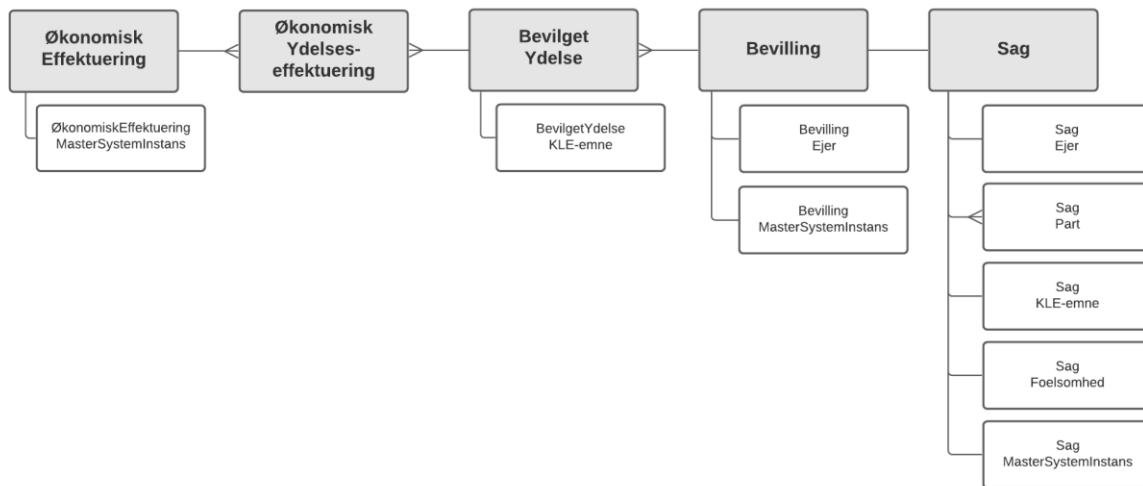 Økonomisk
Effektuering
Økonomisk
Ydelses-
effektuering
Bevilget
Ydelse
Bevilling
Sag
ØkonomiskEffektuering
MasterSystemInstans
BevilgetYdelse
KLE-emne
Bevilling
Ejer
Bevilling
MasterSystemInstans
Sag
Ejer
Sag
Part
Sag
KLE-emne
Sag
Foelsomhed
Sag
MasterSystemInstans